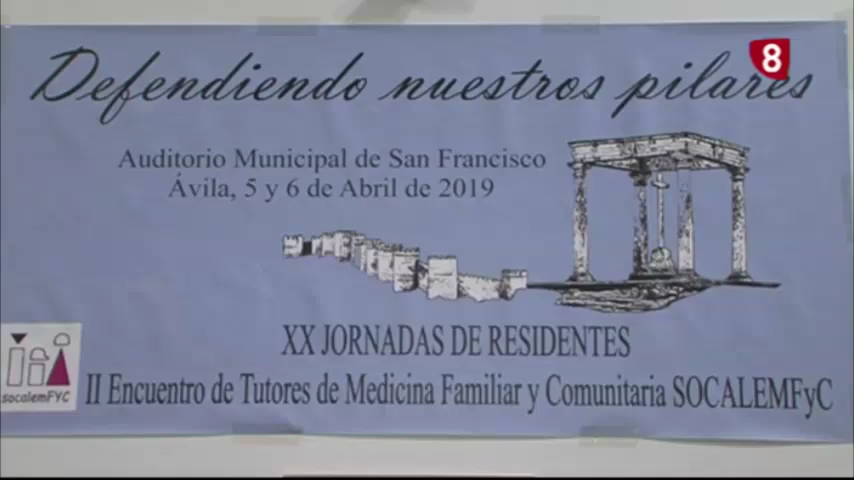 Defendiendo nuestros pilares
8
Auditorio Municipal de San Francisco
Ávila, 5 y 6 de Abril de 2019
XX JORNADAS DE RESIDENTES
socalemFYC
II Encuentro de Tutores de Medicina Familiar y Comunitaria SOCALEMFyC